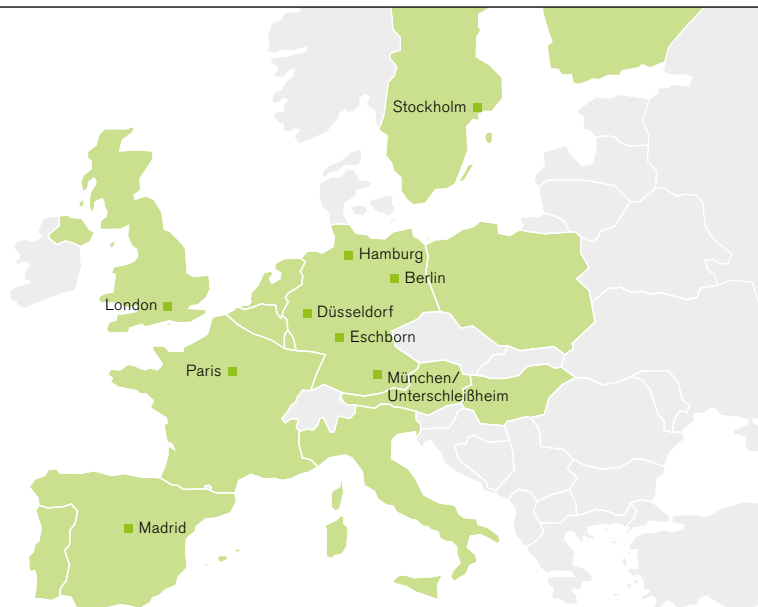 Stockholm
Hamburg
Berlin
London
Düsseldorf
Eschborn
Paris
München/
Unterschleißheim
Madrid